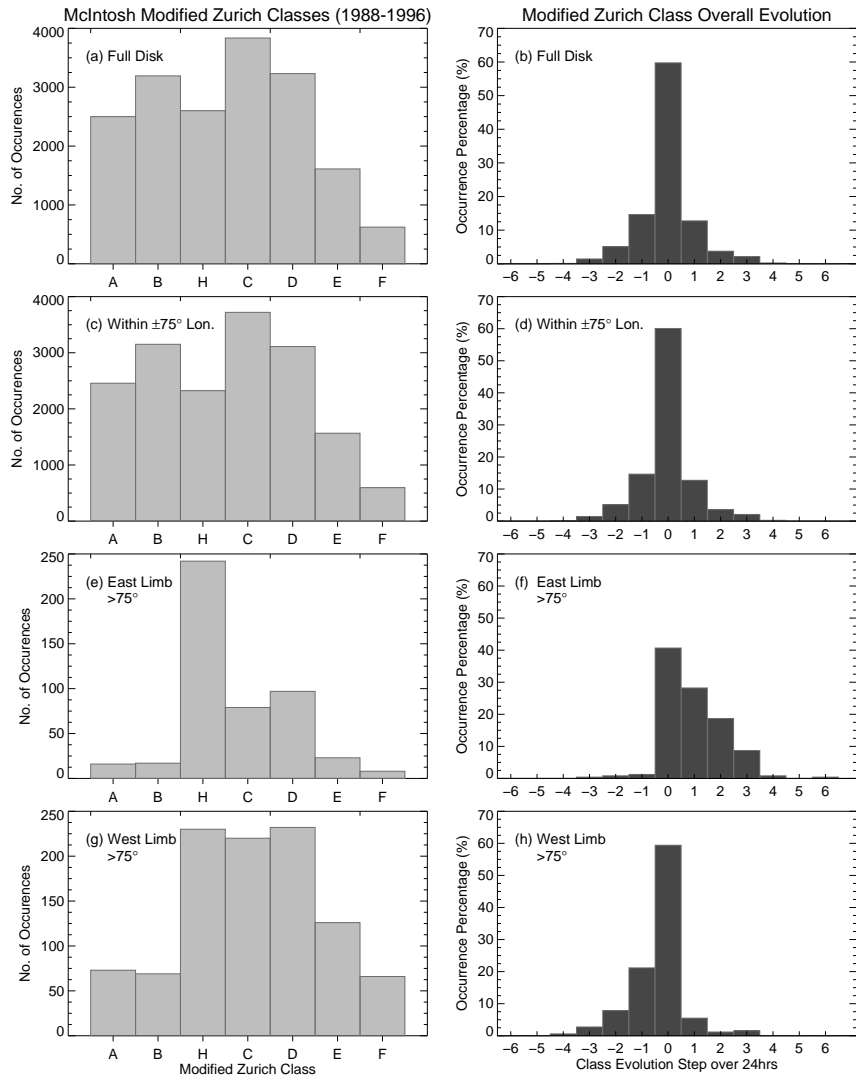 McIntosh Modified Zurich Classes (1988-1996)
Modified Zurich Class Overall Evolution
(a) Full Disk
No. of Occurences
4000
3000
2000
1000
0
A B H C D E F
(b) Full Disk
Occurrence Percentage (%)
70
60
50
40
30
20
10
0
−6 −5 −4 −3 −2 −1 0 1 2 3 4 5 6
(c) Within ±75° Lon.
No. of Occurences
4000
3000
2000
1000
0
A B H C D E F
(d) Within ±75° Lon.
Occurrence Percentage (%)
70
60
50
40
30
20
10
0
−6 −5 −4 −3 −2 −1 0 1 2 3 4 5 6
(e) East Limb
>75°
No. of Occurences
250
200
150
100
50
0
A B H C D E F
(f) East Limb
>75°
Occurrence Percentage (%)
70
60
50
40
30
20
10
0
−6 −5 −4 −3 −2 −1 0 1 2 3 4 5 6
(g) West Limb
>75°
No. of Occurences
250
200
150
100
50
0
A B H C D E F
Modified Zurich Class
(h) West Limb
>75°
Occurrence Percentage (%)
70
60
50
40
30
20
10
0
−6 −5 −4 −3 −2 −1 0 1 2 3 4 5 6
Class Evolution Step over 24hrs